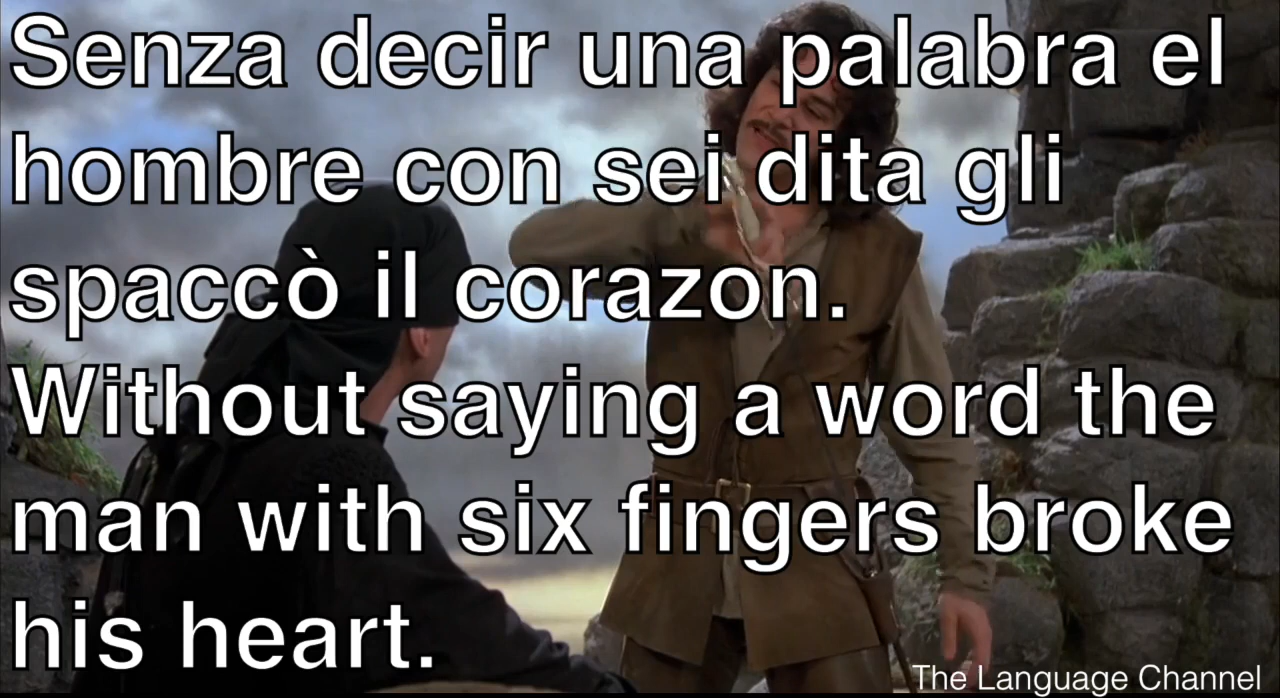 Senza decir una palabra el
hombre con sei dita gli
spaccò il corazon.
Without saying a word the
man with six fingers broke
his heart.
The Language Channel